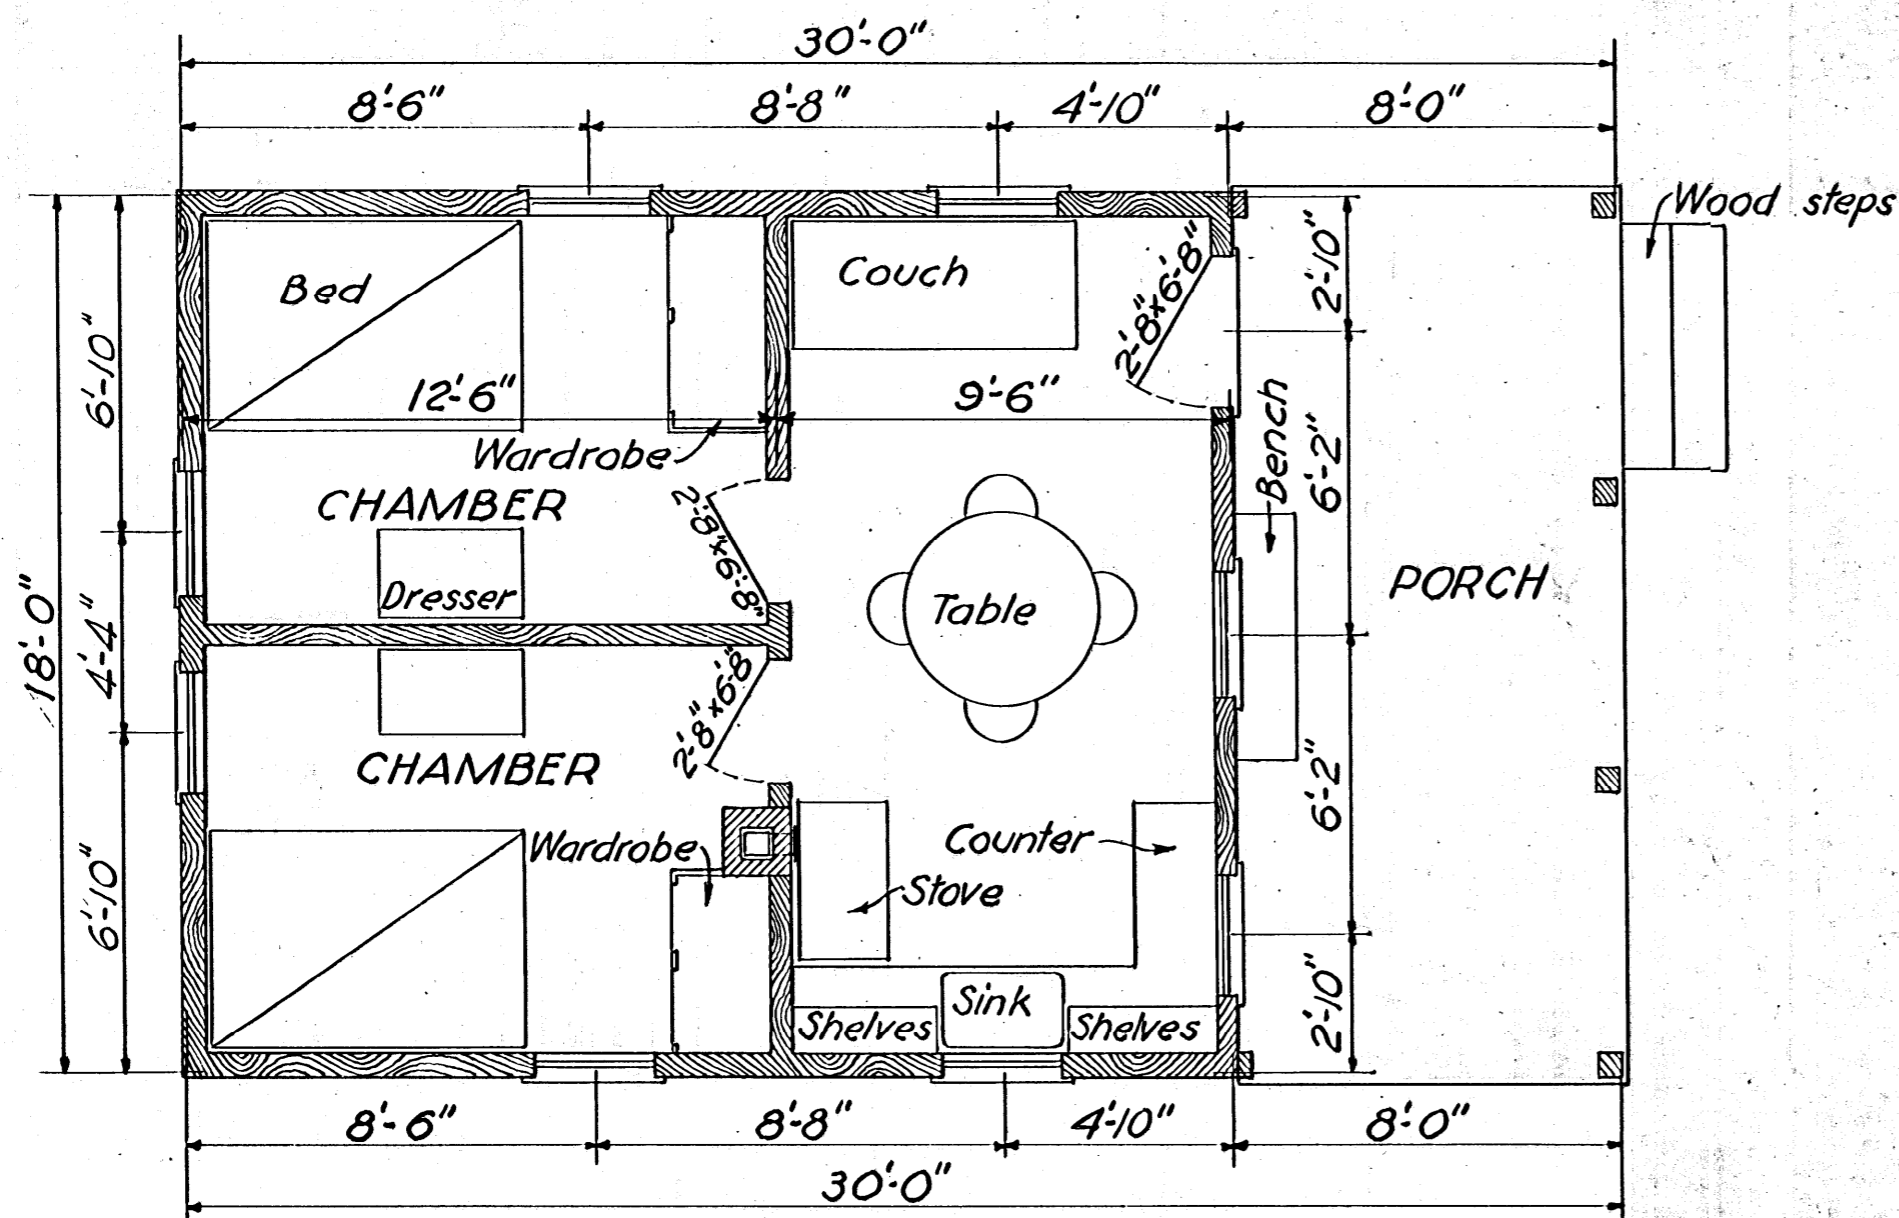 30'-0"
8'-6" 8'-8" 4'-10" 8'-0"
Wood steps
Bed
Couch
2'-8"x6'-8"
2'-10"
6'-10"
12'-6"
9'-6"
Wardrobe
Bench
6'-2"
CHAMBER
2'-8"x6'-8"
Dresser
Table
PORCH
18'-0"
4'-4"
2'-8"x6'-8"
CHAMBER
6'-2"
Wardrobe
Counter
Stove
6'-10"
Sink
Shelves
Shelves
2'-10"
8'-6" 8'-8" 4'-10" 8'-0"
30'-0"